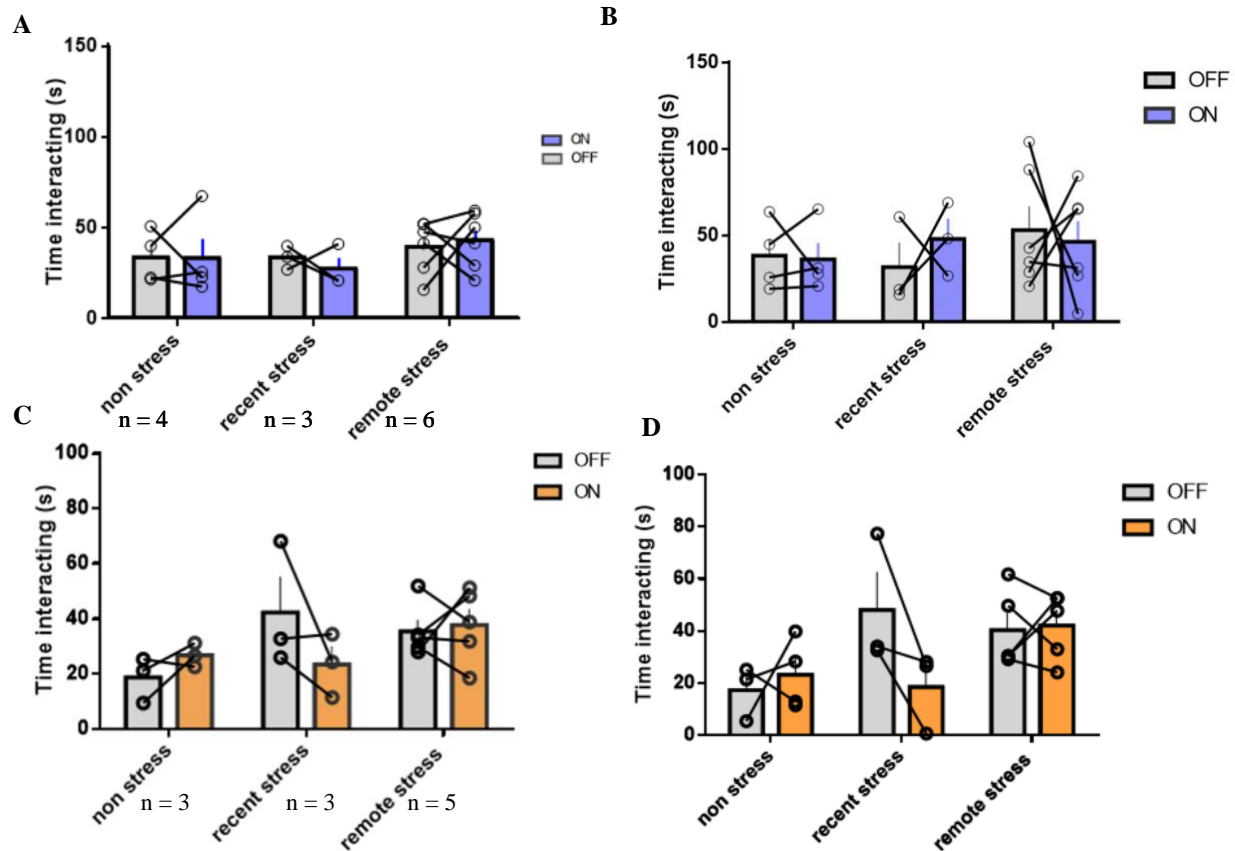 A
Time interacting (s)
150
100
50
0
ON
OFF
non stress
recent stress
remote stress
n = 4
n = 3
n = 6
B
Time interacting (s)
150
100
50
0
OFF
ON
non stress
recent stress
remote stress
C
Time interacting (s)
100
80
60
40
20
0
OFF
ON
non stress
recent stress
remote stress
n = 3
n = 3
n = 5
D
Time interacting (s)
100
80
60
40
20
0
OFF
ON
non stress
recent stress
remote stress